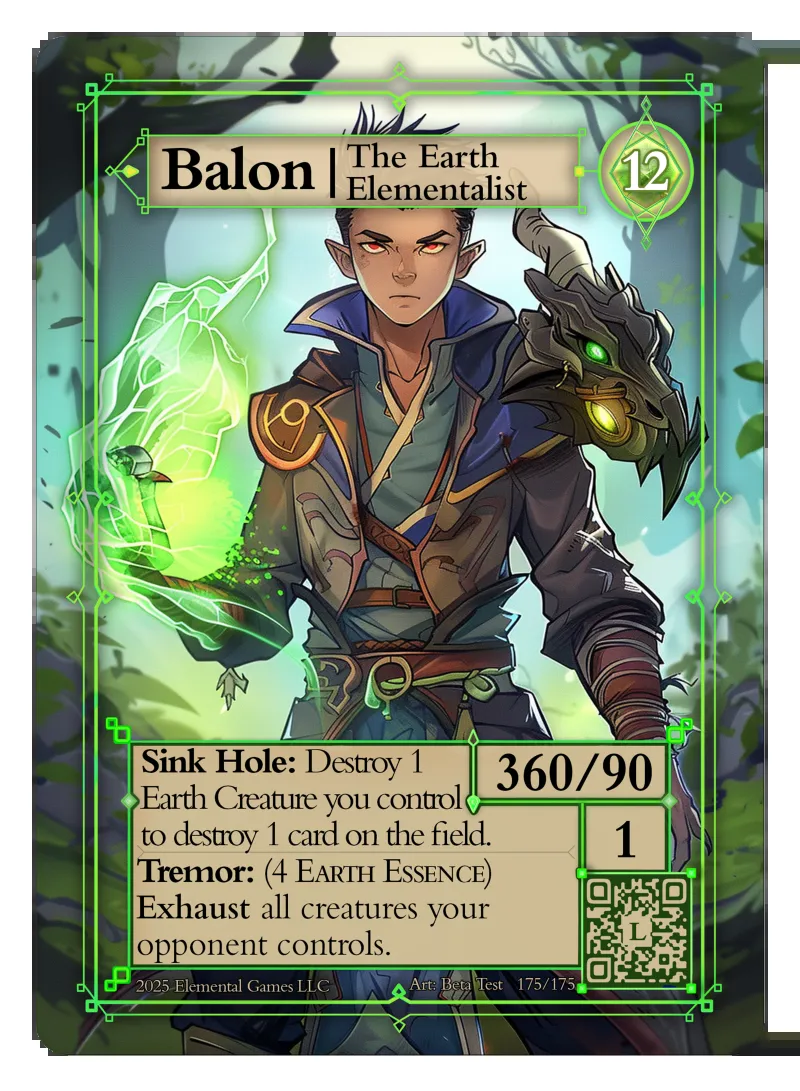 Balon | The Earth
Elementalist
12
Sink Hole: Destroy 1
Earth Creature you control
to destroy 1 card on the field.
Tremor: (4 EARTH ESSENCE)
Exhaust all creatures your
opponent controls.
360/90
1
L
2025 Elemental Games LLC
Art: Beta Test 175/175